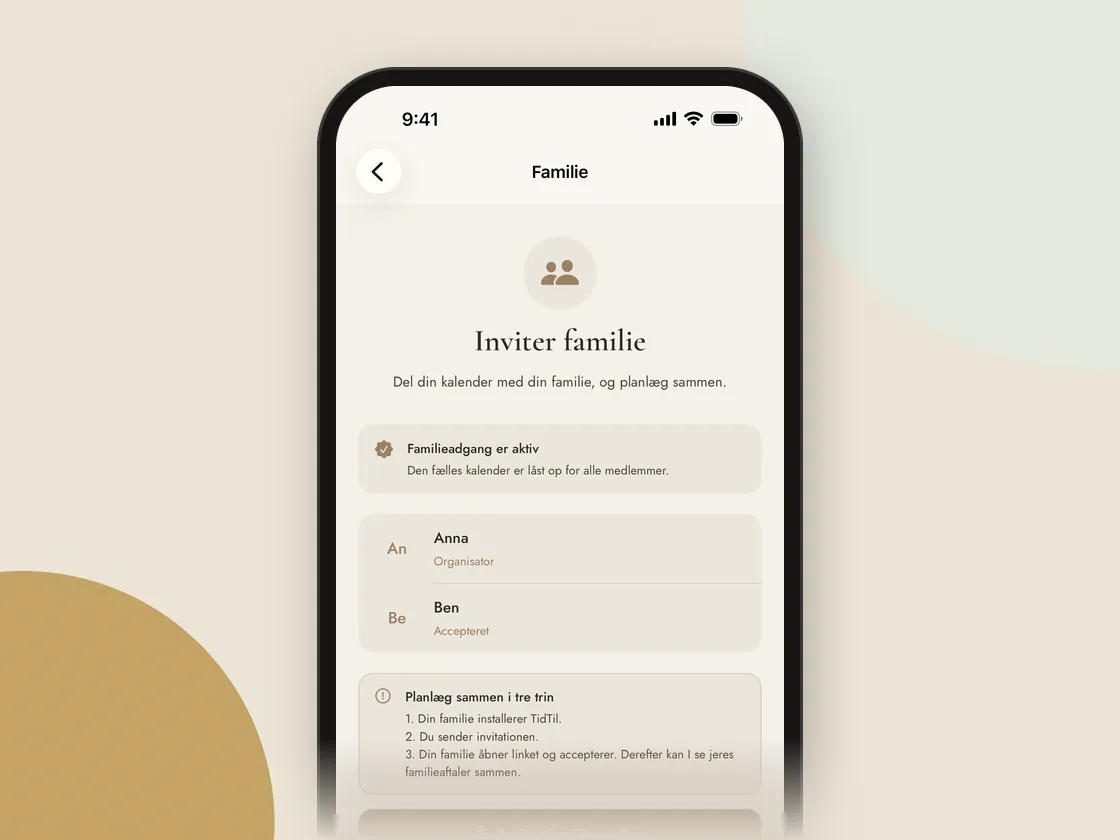 9:41
Familie
Inviter familie
Del din kalender med din familie, og planlæg sammen.
Familieadgang er aktiv
Den fælles kalender er låst op for alle medlemmer.
An
Anna
Organisator
Be
Ben
Accepteret
Planlæg sammen i tre trin
1. Din familie installerer TidTil.
2. Du sender invitationen.
3. Din familie åbner linket og accepterer. Derefter kan I se jeres
familieaftaler sammen.